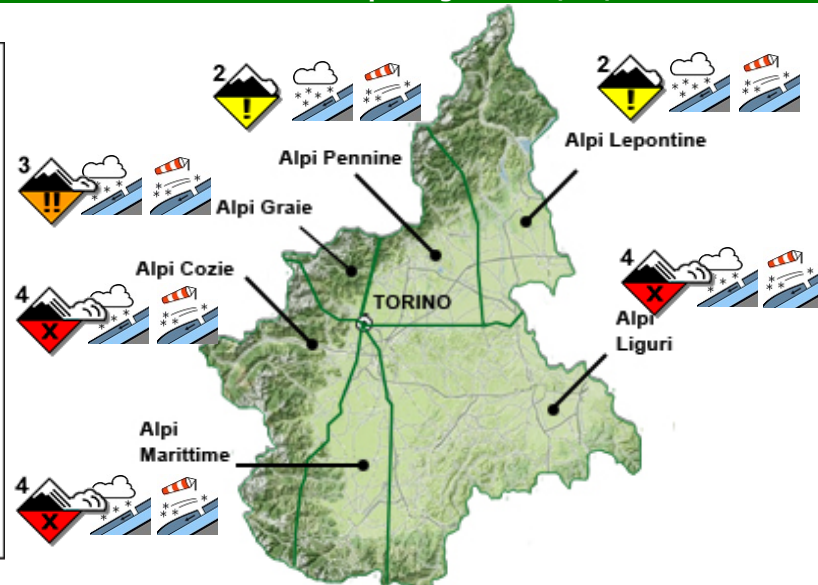 2
2
Alpi Lepontine
Alpi Pennine
3
Alpi Graie
Alpi Cozie
4
4
TORINO
Alpi
Liguri
Alpi
Marittime
4